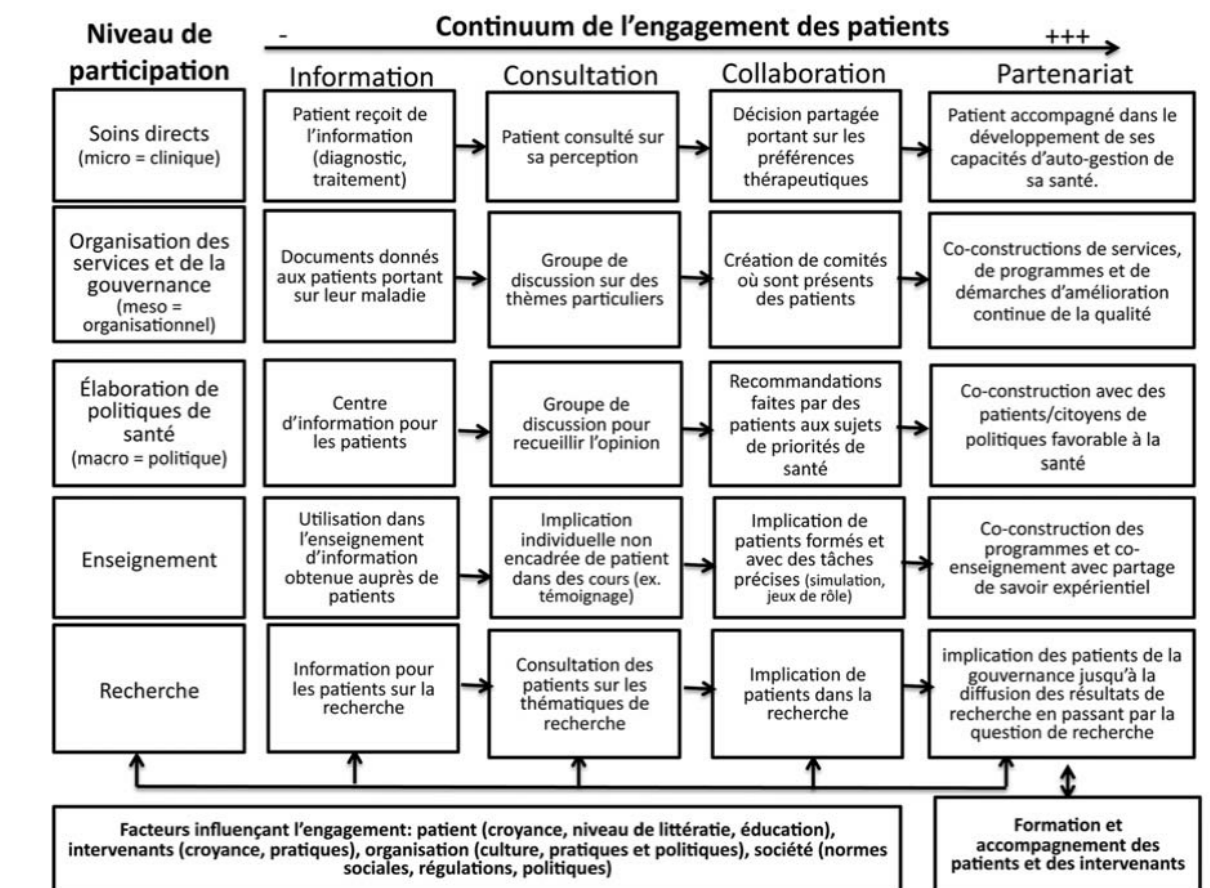 Continuum de l'engagement des patients
Niveau de
participation
-
+++
Information
Consultation
Collaboration
Partenariat
Soins directs
(micro = clinique)
Patient reçoit de
l'information
(diagnostic,
traitement)
Patient consulté sur
sa perception
Décision partagée
portant sur les
préférences
thérapeutiques
Patient accompagné dans le
développement de ses
capacités d'auto-gestion de
sa santé.
Organisation des
services et de la
gouvernance
(meso =
organisationnel)
Documents donnés
aux patients portant
sur leur maladie
Groupe de
discussion sur des
thèmes particuliers
Création de comités
où sont présents
des patients
Co-constructions de services,
de programmes et de
démarches d'amélioration
continue de la qualité
Élaboration de
politiques de
santé
(macro = politique)
Centre
d'information pour
les patients
Groupe de
discussion pour
recueillir l'opinion
Recommandations
faites par des
patients aux sujets
de priorités de
santé
Co-construction avec des
patients/citoyens de
politiques favorable à la
santé
Enseignement
Utilisation dans
l'enseignement
d'information
obtenue auprès de
patients
Implication
individuelle non
encadrée de patient
dans des cours (ex.
témoignage)
Implication de
patients formés et
avec des tâches
précises (simulation,
jeux de rôle)
Co-construction des
programmes et co-
enseignement avec partage
de savoir expérientiel
Recherche
Information pour
les patients sur la
recherche
Consultation des
patients sur les
thématiques de
recherche
Implication de
patients dans la
recherche
implication des patients de la
gouvernance jusqu'à la
diffusion des résultats de
recherche en passant par la
question de recherche
Facteurs influençant l'engagement: patient (croyance, niveau de littératie, éducation),
intervenants (croyance, pratiques), organisation (culture, pratiques et politiques), société (normes
sociales, régulations, politiques)
Formation et
accompagnement des
patients et des intervenants